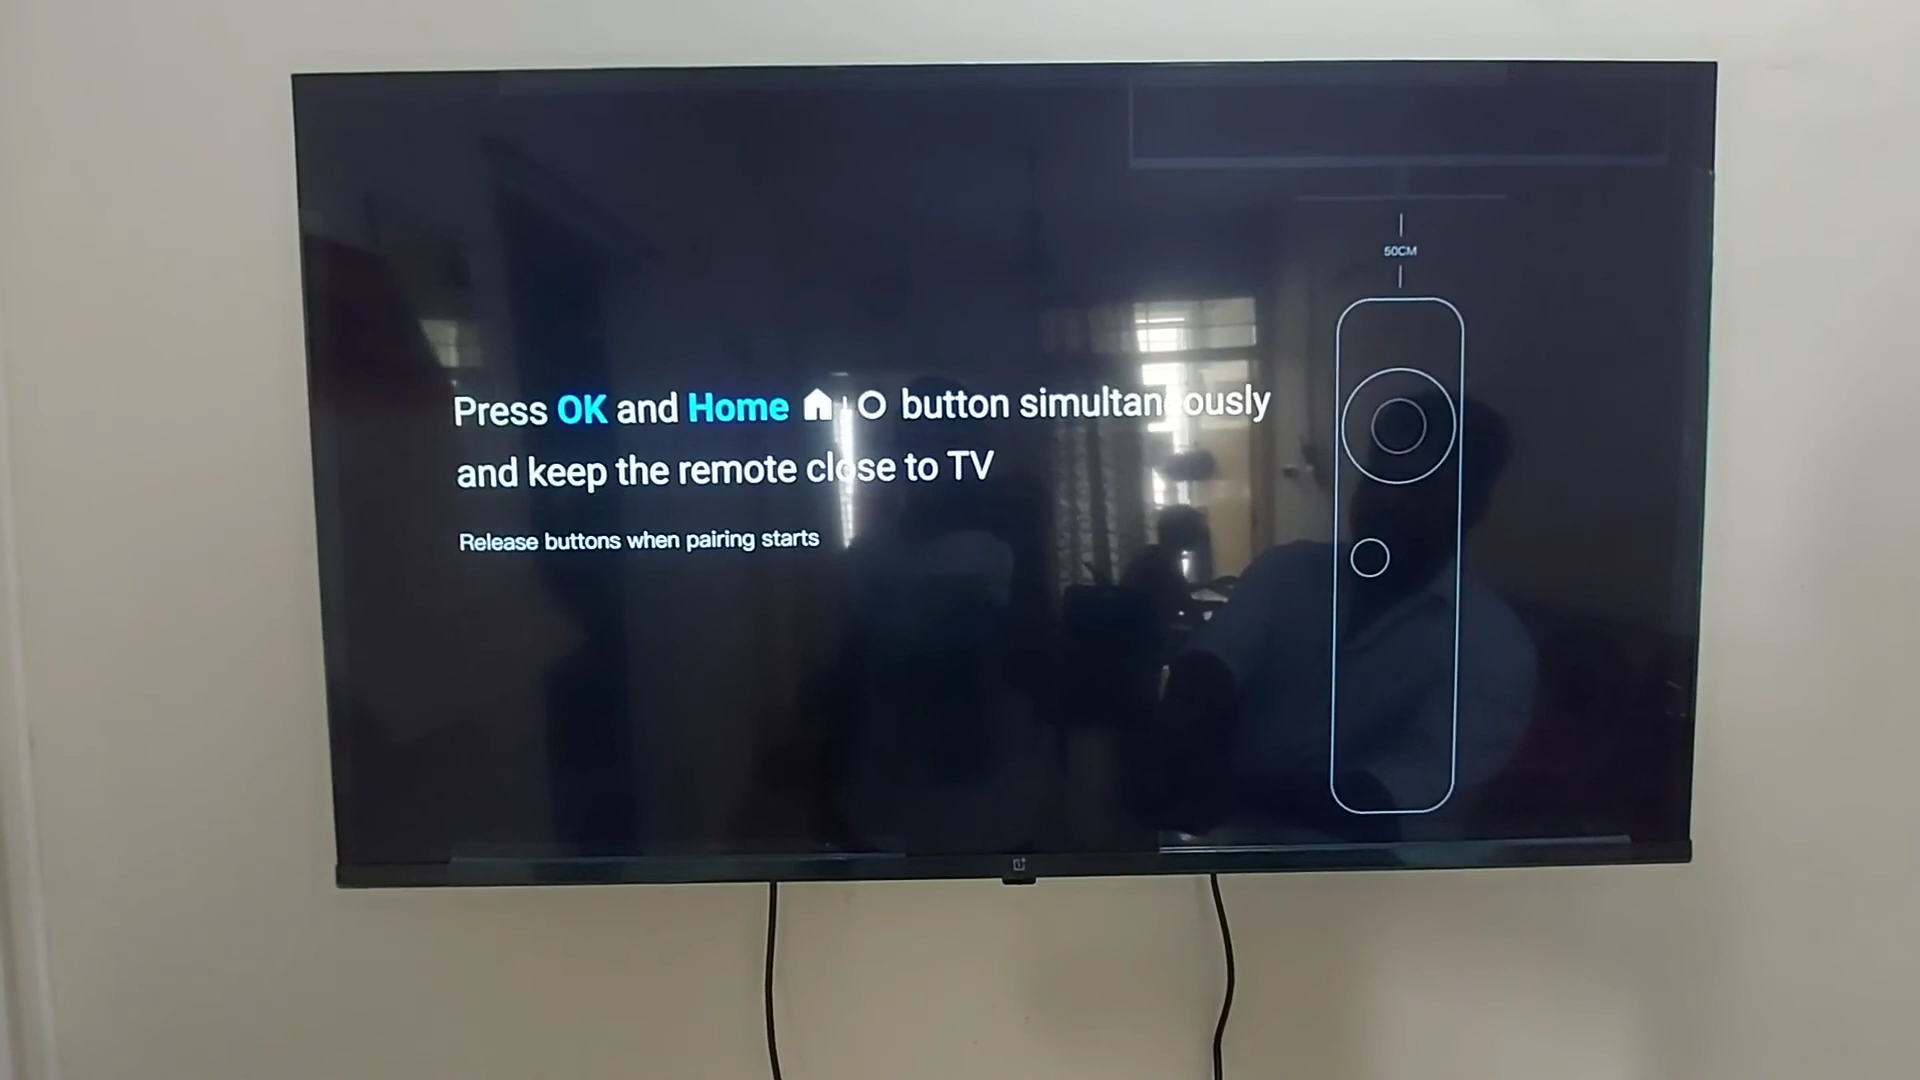 50CM
Press OK and Home | button simultaneously
and keep the remote close to TV
Release buttons when pairing starts